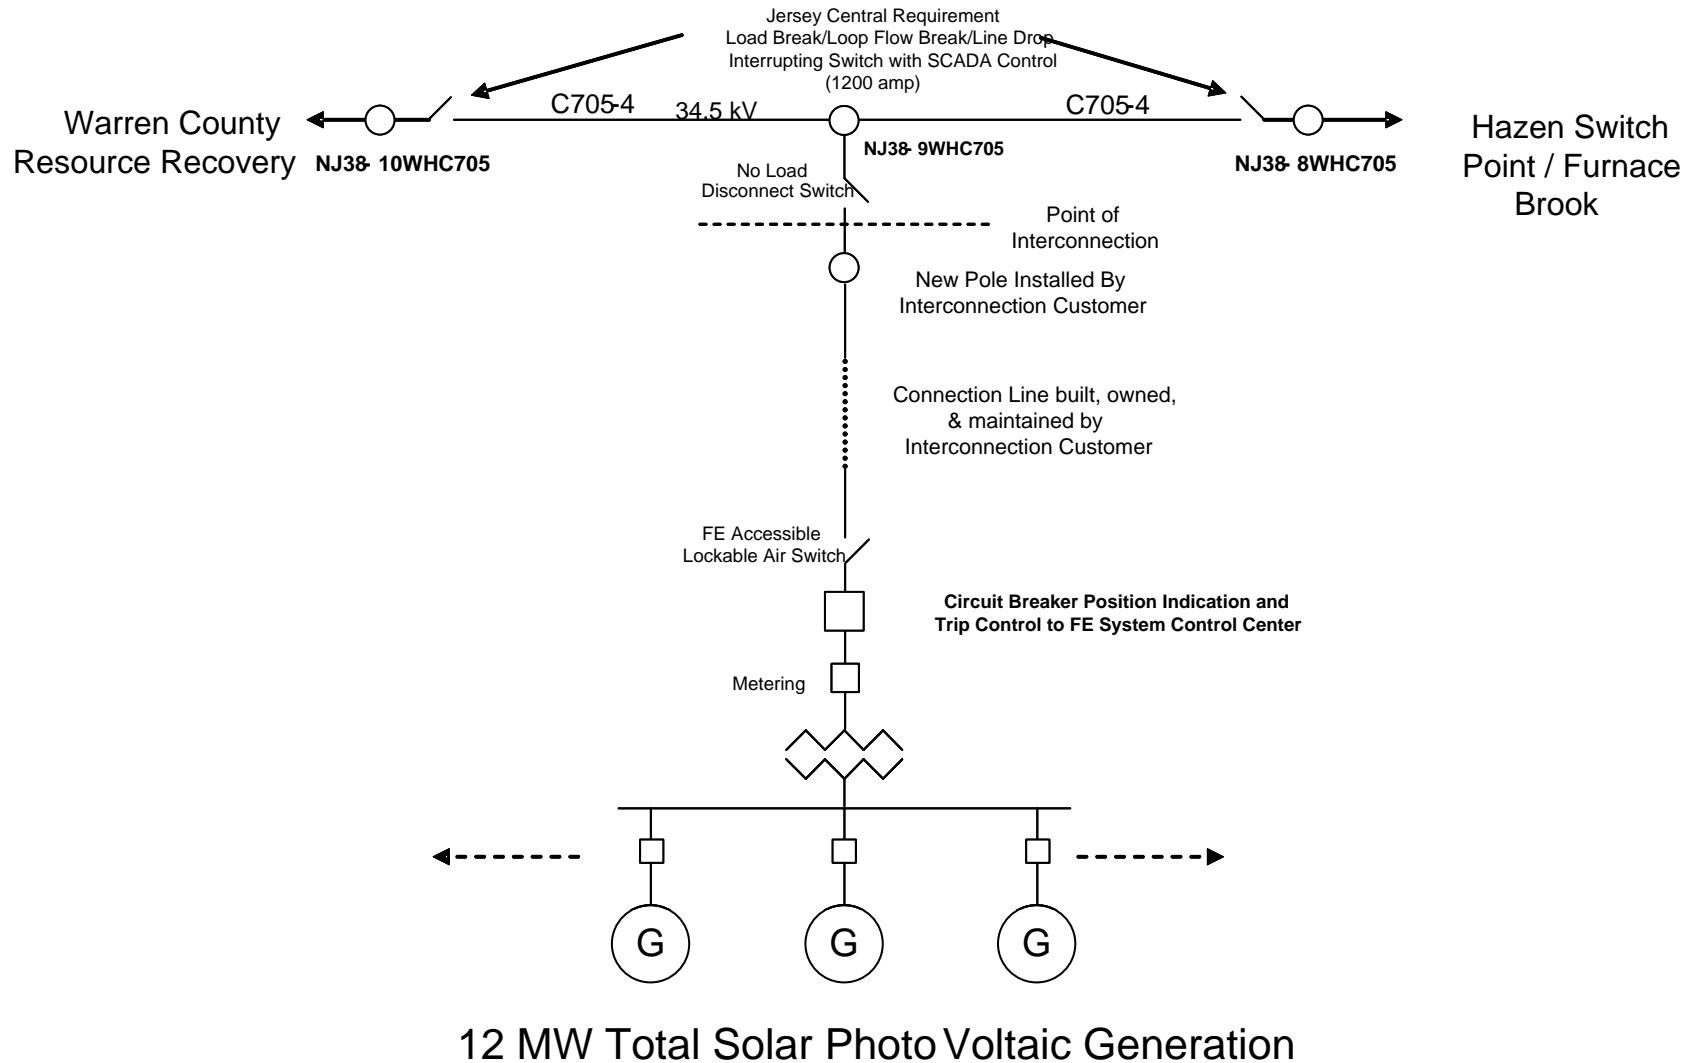 Jersey Central Requirement
Load Break/Loop Flow Break/Line Drop
Interrupting Switch with SCADA Control
(1200 amp)
C705-4
34.5 kV
C705-4
Warren County
Resource Recovery
NJ38- 10WHC705
NJ38- 9WHC705
NJ38- 8WHC705
Hazen Switch
Point / Furnace
Brook
No Load
Disconnect Switch
Point of
Interconnection
New Pole Installed By
Interconnection Customer
Connection Line built, owned,
& maintained by
Interconnection Customer
FE Accessible
Lockable Air Switch
Circuit Breaker Position Indication and
Trip Control to FE System Control Center
Metering
G
G
G
12 MW Total Solar Photo Voltaic Generation